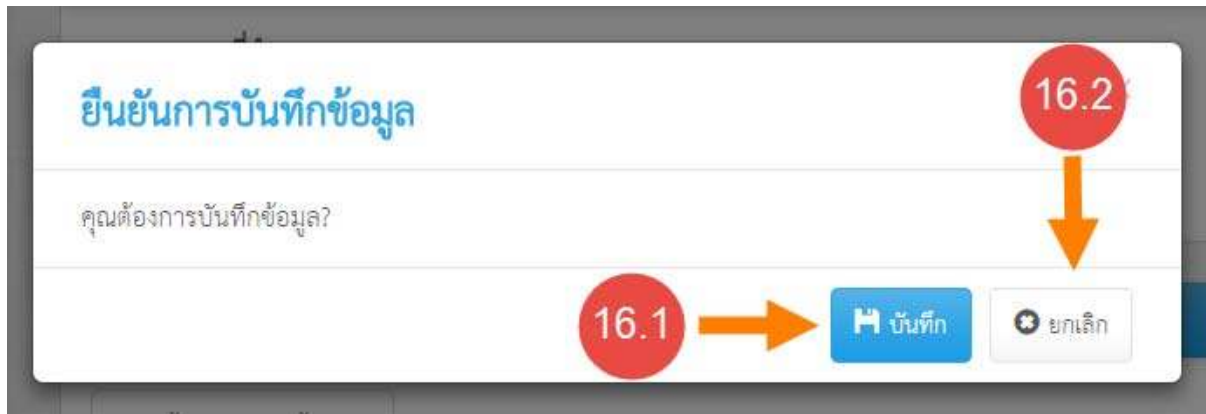 ยืนยันการบันทึกข้อมูล
16.2
คุณต้องการบันทึกข้อมูล?
16.1
บันทึก
ยกเลิก